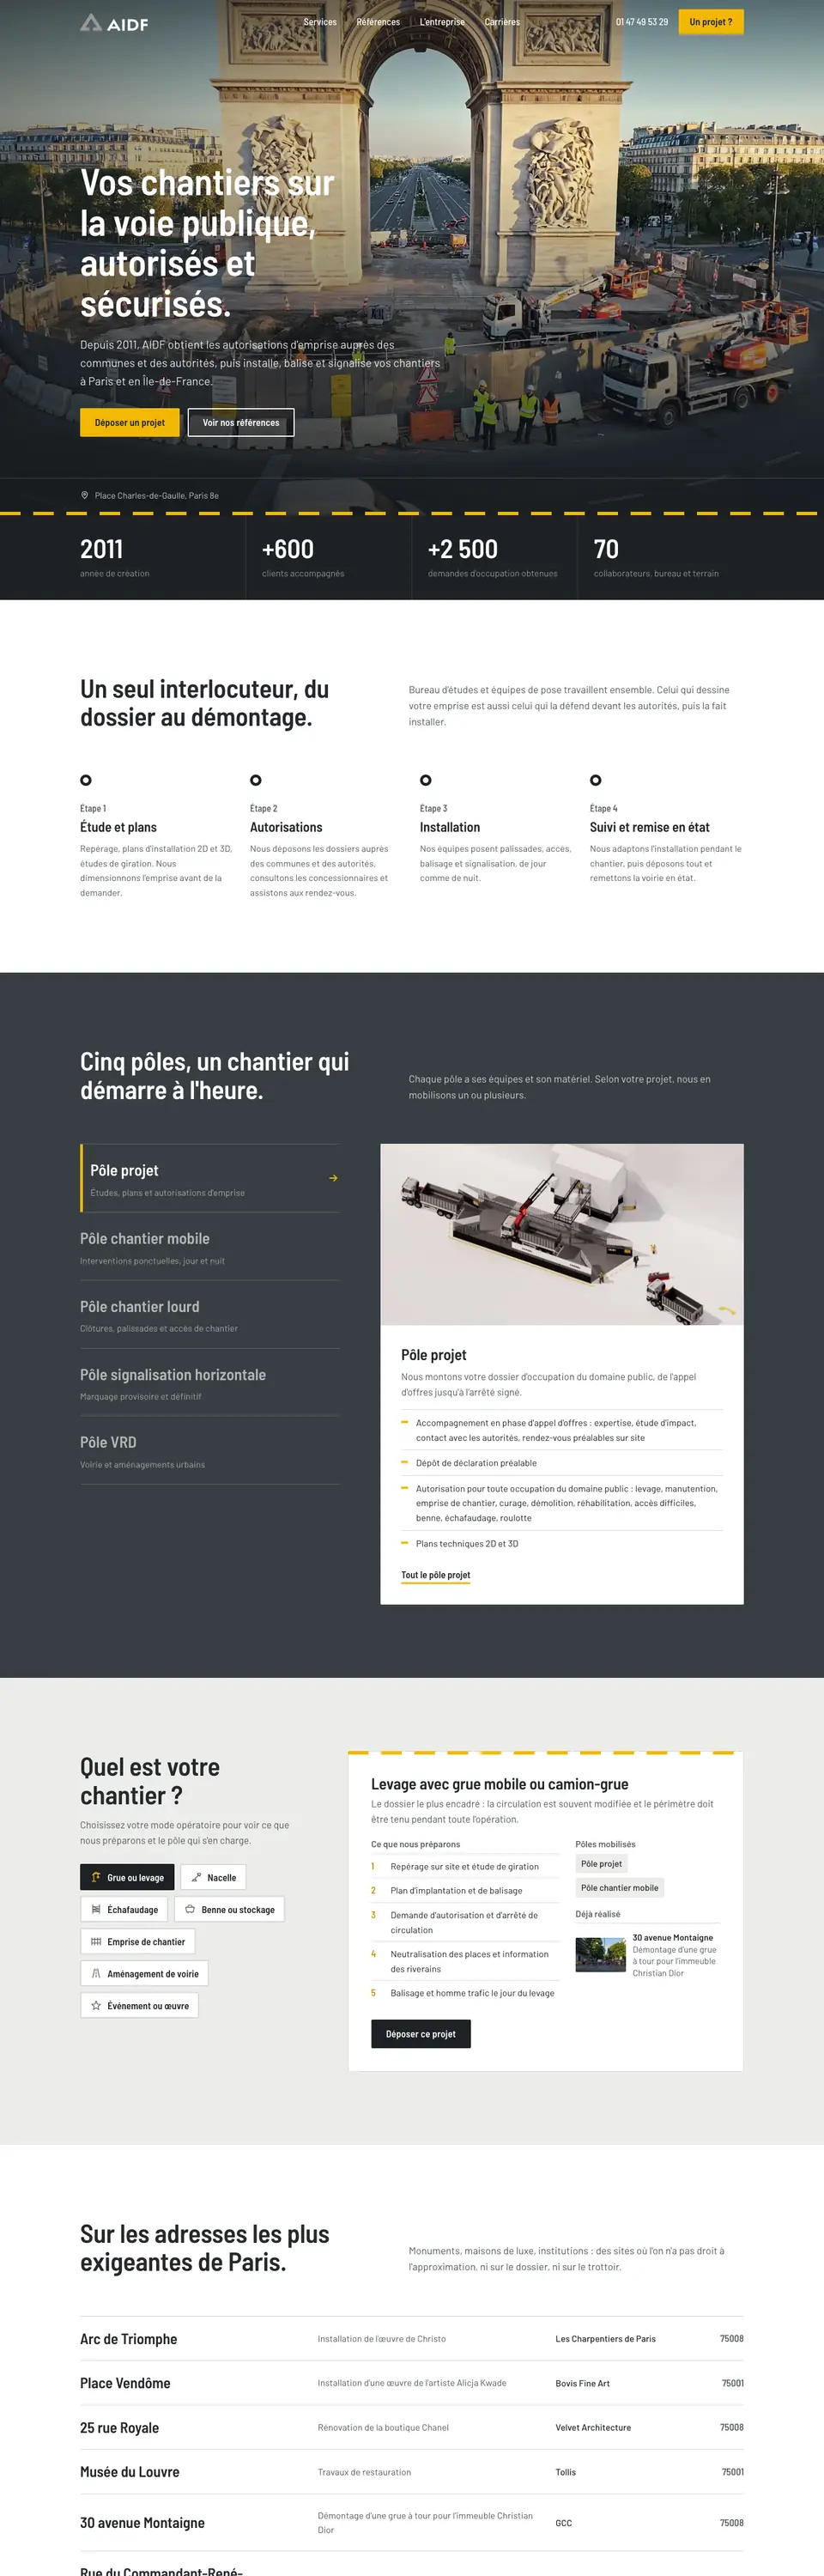 AIDF
Services Références L'entreprise Carrières 01 47 49 53 29 Un projet ?
Vos chantiers sur
la voie publique,
autorisés et
sécurisés.
Depuis 2011, AIDF obtient les autorisations d'emprise auprès des
communes et des autorités, puis installe, balise et signalise vos chantiers
à Paris et en Île-de-France.
Déposer un projet Voir nos références
Place Charles-de-Gaulle, Paris 8e
2011 +600 +2 500 70
année de création clients accompagnés demandes d'occupation obtenues collaborateurs, bureau et terrain
Un seul interlocuteur, du
dossier au démontage.
Bureau d'études et équipes de pose travaillent ensemble. Celui qui dessine
votre emprise est aussi celui qui la défend devant les autorités, puis la fait
installer.
Étape 1
Étude et plans
Repérage, plans d'installation 2D et 3D,
études de giration. Nous
dimensionnons l'emprise avant de la
demander.
Étape 2
Autorisations
Nous déposons les dossiers auprès
des communes et des autorités,
consultons les concessionnaires et
assistons aux rendez-vous.
Étape 3
Installation
Nos équipes posent palissades, accès,
balisage et signalisation, de jour
comme de nuit.
Étape 4
Suivi et remise en état
Nous adaptons l'installation pendant le
chantier, puis déposons tout et
remettons la voirie en état.
Cinq pôles, un chantier qui
démarre à l'heure.
Chaque pôle a ses équipes et son matériel. Selon votre projet, nous en
mobilisons un ou plusieurs.
Pôle projet
Études, plans et autorisations d'emprise
Pôle chantier mobile
Interventions ponctuelles, jour et nuit
Pôle chantier lourd
Clôtures, palissades et accès de chantier
Pôle signalisation horizontale
Marquage provisoire et définitif
Pôle VRD
Voirie et aménagements urbains
Pôle projet
Nous montons votre dossier d'occupation du domaine public, de l'appel
d'offres jusqu'à l'arrêté signé.
Accompagnement en phase d'appel d'offres : expertise, étude d'impact,
contact avec les autorités, rendez-vous préalables sur site
Dépôt de déclaration préalable
Autorisation pour toute occupation du domaine public : levage, manutention,
emprise de chantier, curage, démolition, réhabilitation, accès difficiles,
benne, échafaudage, roulotte
Plans techniques 2D et 3D
Tout le pôle projet
Quel est votre
chantier ?
Choisissez votre mode opératoire pour voir ce que
nous préparons et le pôle qui s'en charge.
Grue ou levage Nacelle
Échafaudage Benne ou stockage
Emprise de chantier
Aménagement de voirie
Évènement ou œuvre
Levage avec grue mobile ou camion-grue
Le dossier le plus encadré : la circulation est souvent modifiée et le périmètre doit
être tenu pendant toute l'opération.
Ce que nous préparons
1 Repérage sur site et étude de giration
2 Plan d'implantation et de balisage
3 Demande d'autorisation et d'arrêté de
circulation
4 Neutralisation des places et information
des riverains
5 Balisage et homme trafic le jour du levage
Pôles mobilisés
Pôle projet
Pôle chantier mobile
Déjà réalisé
30 avenue Montaigne
Démontage d'une grue
à tour pour l'immeuble
Christian Dior
Déposer ce projet
Sur les adresses les plus
exigeantes de Paris.
Monuments, maisons de luxe, institutions : des sites où l'on n'a pas droit à
l'approximation, ni sur le dossier, ni sur le trottoir.
Arc de Triomphe Installation de l'œuvre de Christo Les Charpentiers de Paris 75008
Place Vendôme Installation d'une œuvre de l'artiste Alicja Kwade Bovis Fine Art 75001
25 rue Royale Rénovation de la boutique Chanel Velvet Architecture 75008
Musée du Louvre Travaux de restauration Tollis 75001
30 avenue Montaigne Démontage d'une grue à tour pour l'immeuble Christian
Dior GCC 75008
Rue du Commandant-René-